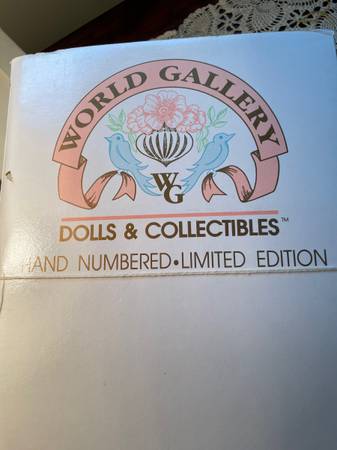 WORLD GALLERY
WG
DOLLS & COLLECTIBLES™
HAND NUMBERED•LIMITED EDITION